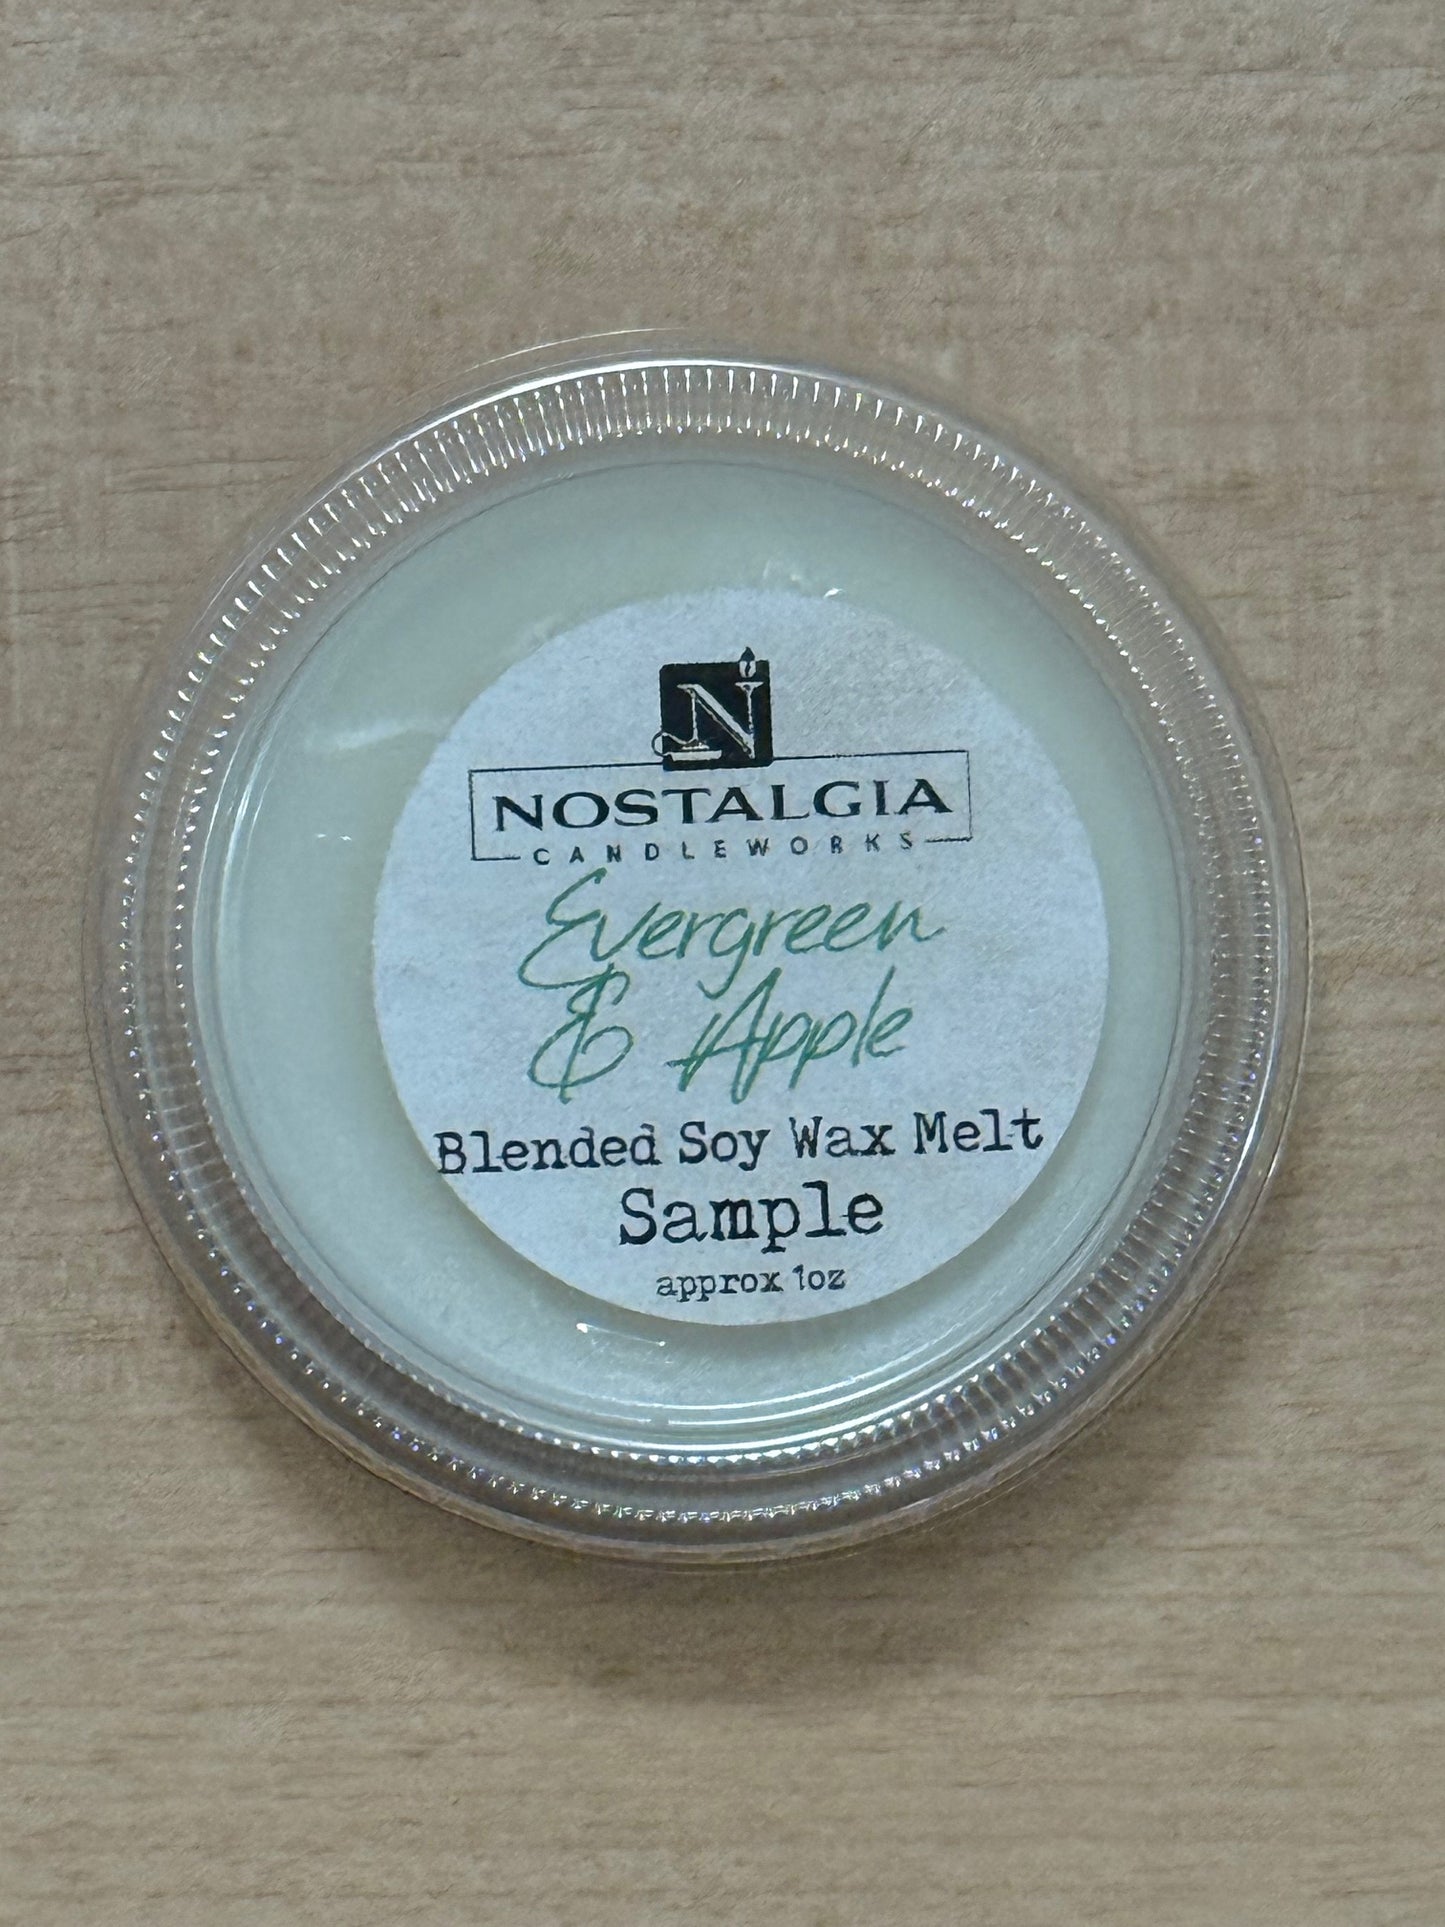 N
NOSTALGIA
CANDLEWORKS
Evergreen
& Apple
Blended Soy Wax Melt
Sample
approx 1oz